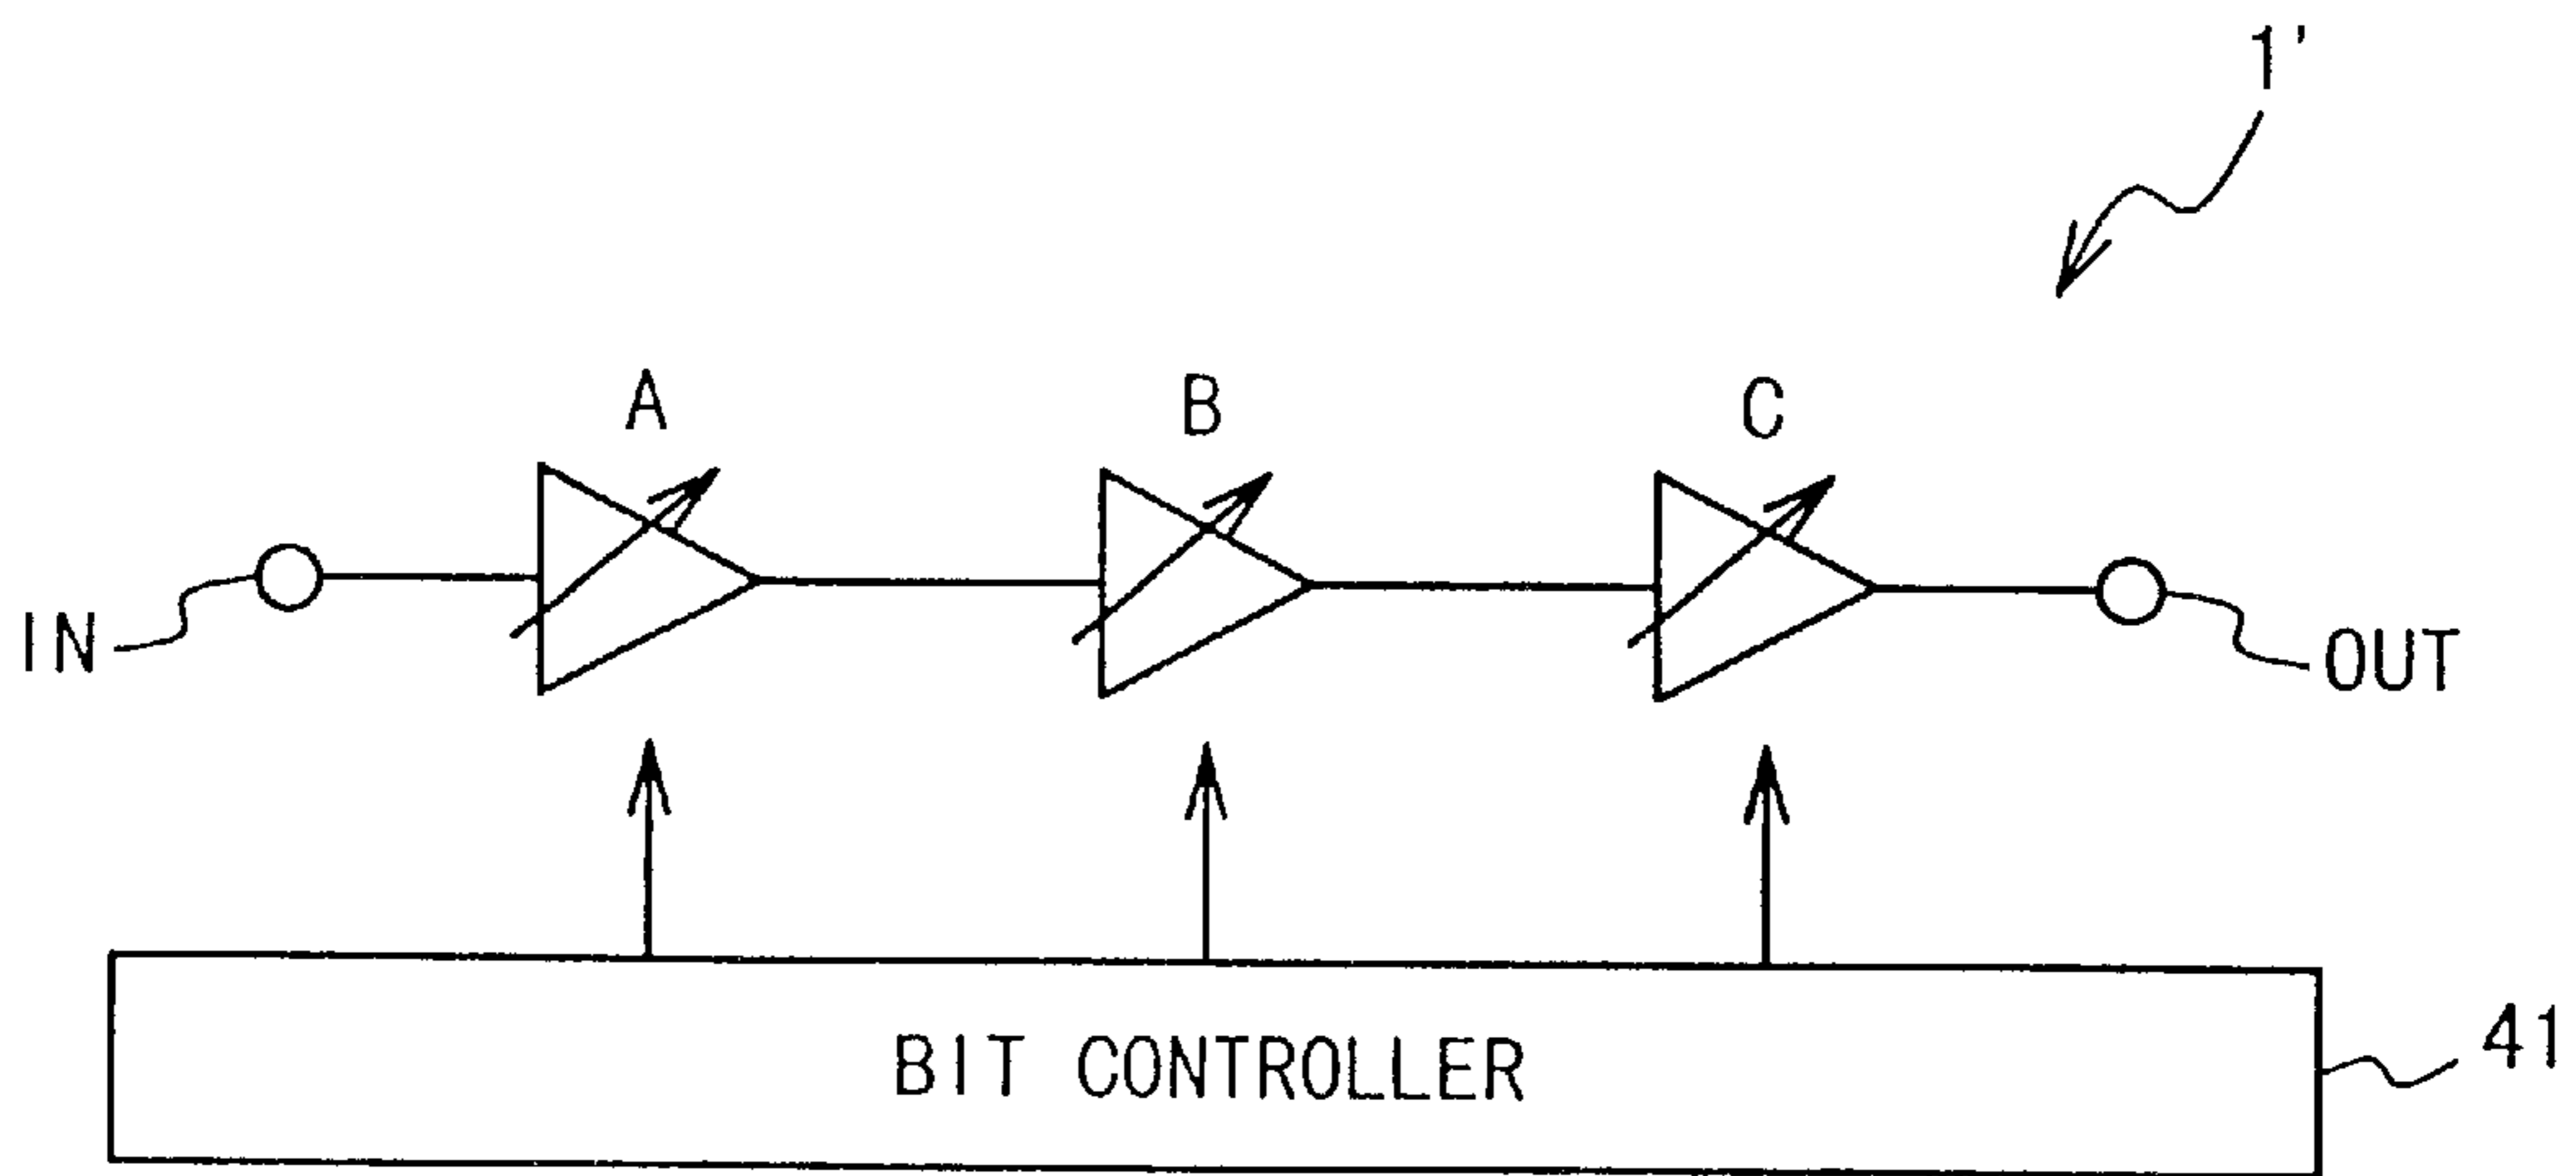 1'
A
B
C
IN
OUT
BIT CONTROLLER
41